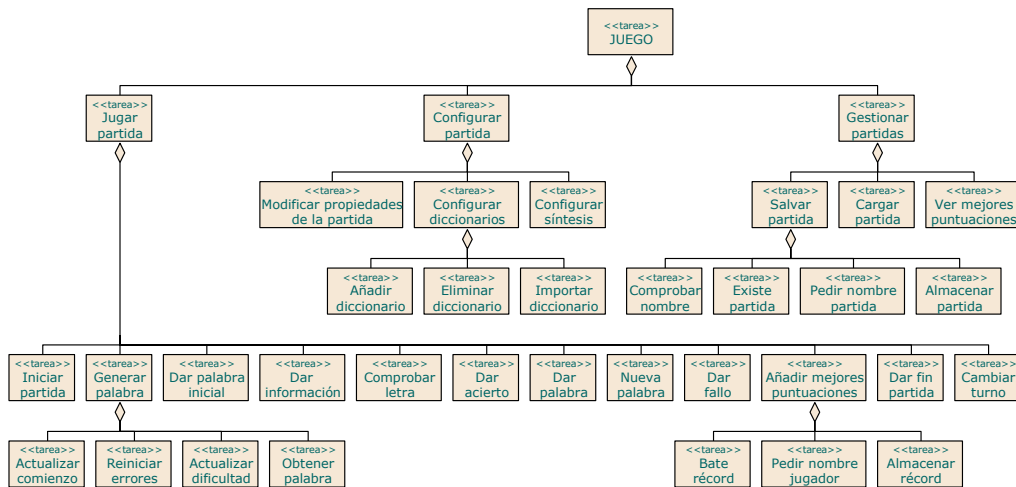 <<tarea>>
JUEGO
<<tarea>>
Jugar
partida
<<tarea>>
Configurar
partida
<<tarea>>
Gestionar
partidas
<<tarea>>
Modificar propiedades
de la partida
<<tarea>>
Configurar
diccionarios
<<tarea>>
Configurar
síntesis
<<tarea>>
Salvar
partida
<<tarea>>
Cargar
partida
<<tarea>>
Ver mejores
puntuaciones
<<tarea>>
Añadir
diccionario
<<tarea>>
Eliminar
diccionario
<<tarea>>
Importar
diccionario
<<tarea>>
Comprobar
nombre
<<tarea>>
Existe
partida
<<tarea>>
Pedir nombre
partida
<<tarea>>
Almacenar
partida
<<tarea>>
Iniciar
partida
<<tarea>>
Generar
palabra
<<tarea>>
Dar palabra
inicial
<<tarea>>
Dar
información
<<tarea>>
Comprobar
letra
<<tarea>>
Dar
acierto
<<tarea>>
Dar
palabra
<<tarea>>
Nueva
palabra
<<tarea>>
Dar
fallo
<<tarea>>
Añadir mejores
puntuaciones
<<tarea>>
Dar fin
partida
<<tarea>>
Cambiar
turno
<<tarea>>
Actualizar
comienzo
<<tarea>>
Reiniciar
errores
<<tarea>>
Actualizar
dificultad
<<tarea>>
Obtener
palabra
<<tarea>>
Bate
récord
<<tarea>>
Pedir nombre
jugador
<<tarea>>
Almacenar
récord